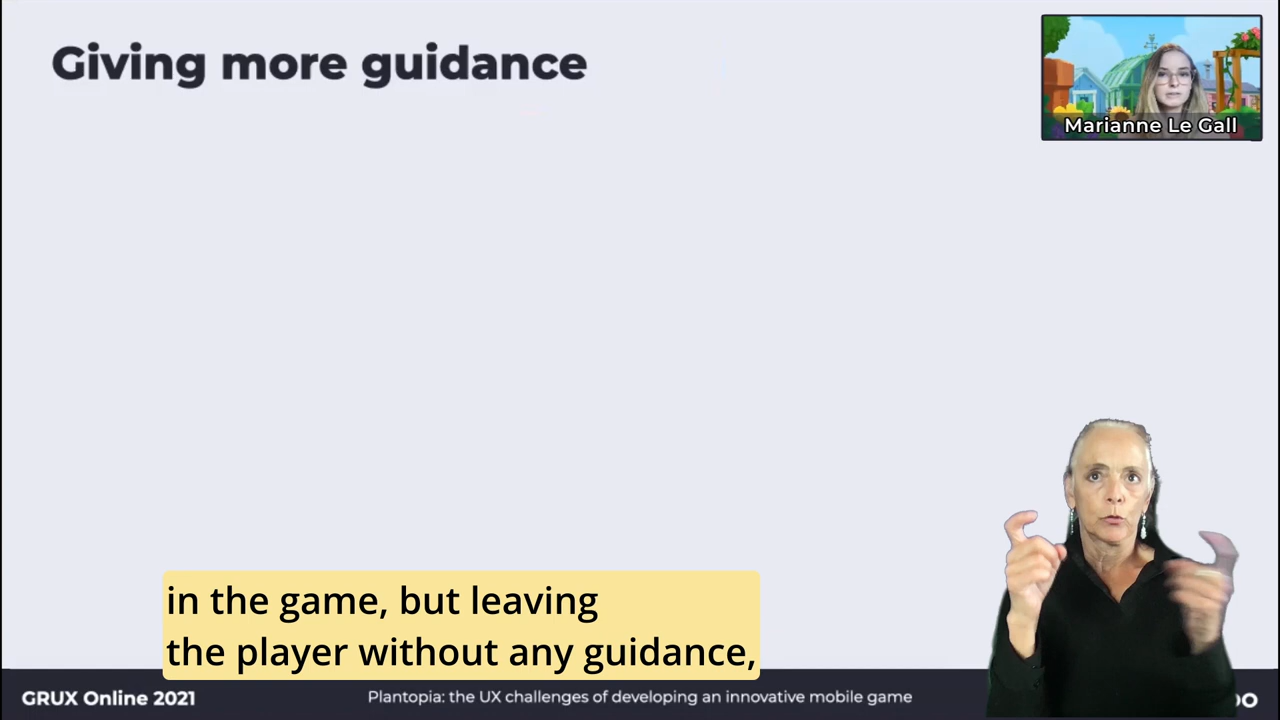 Giving more guidance
Marianne Le Gall
in the game, but leaving
the player without any guidance,
GRUX Online 2021
Plantopia: the UX challenges of developing an innovative mobile game